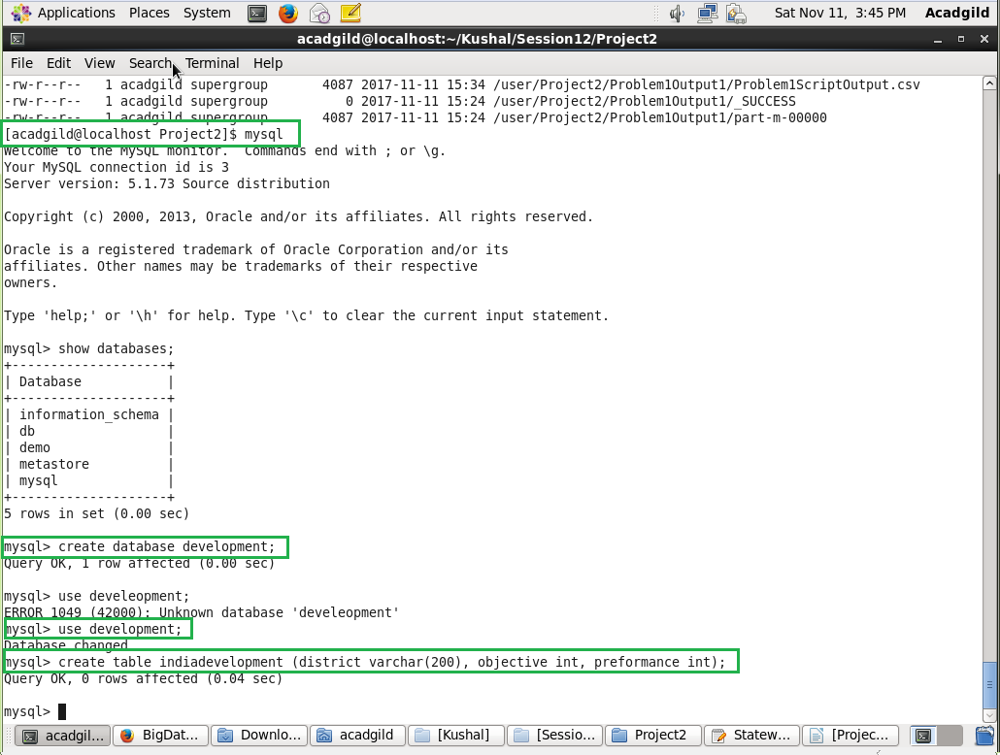 Applications Places System Sat Nov 11, 3:45 PM Acadgild
acadgild@localhost:~/Kushal/Session12/Project2
File Edit View Search Terminal Help
-rw-r--r--   1 acadgild supergroup       4087 2017-11-11 15:34 /user/Project2/Problem1Output1/Problem1ScriptOutput.csv
-rw-r--r--   1 acadgild supergroup          0 2017-11-11 15:24 /user/Project2/Problem1Output1/_SUCCESS
-rw-r--r--   1 acadgild supergroup       4087 2017-11-11 15:24 /user/Project2/Problem1Output1/part-m-00000
[acadgild@localhost Project2]$ mysql
Welcome to the MySQL monitor.  Commands end with ; or \g.
Your MySQL connection id is 3
Server version: 5.1.73 Source distribution
Copyright (c) 2000, 2013, Oracle and/or its affiliates. All rights reserved.
Oracle is a registered trademark of Oracle Corporation and/or its
affiliates. Other names may be trademarks of their respective
owners.
Type 'help;' or '\h' for help. Type '\c' to clear the current input statement.
mysql> show databases;
+--------------------+
| Database           |
+--------------------+
| information_schema |
| db                 |
| demo               |
| metastore          |
| mysql              |
+--------------------+
5 rows in set (0.00 sec)
mysql> create database development;
Query OK, 1 row affected (0.00 sec)
mysql> use develeopment;
ERROR 1049 (42000): Unknown database 'develeopment'
mysql> use development;
Database changed
mysql> create table indiadevelopment (district varchar(200), objective int, preformance int);
Query OK, 0 rows affected (0.04 sec)
mysql>
acadgil... BigDat... Downlo... acadgild [Kushal] [Sessio... Project2 Statew... [Projec...